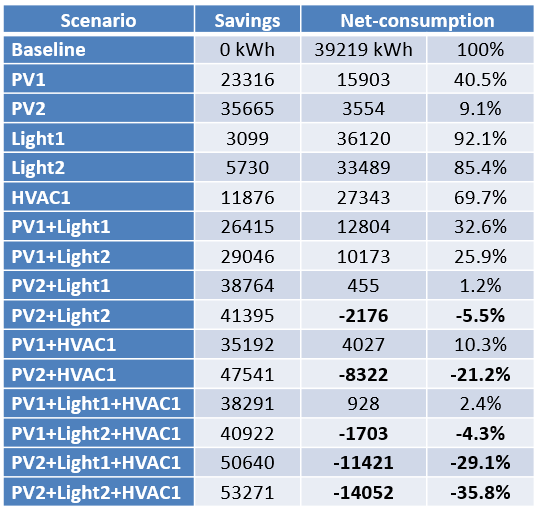 Scenario Savings Net-consumption
Baseline 0 kWh 39219 kWh 100%
PV1 23316 15903 40.5%
PV2 35665 3554 9.1%
Light1 3099 36120 92.1%
Light2 5730 33489 85.4%
HVAC1 11876 27343 69.7%
PV1+Light1 26415 12804 32.6%
PV1+Light2 29046 10173 25.9%
PV2+Light1 38764 455 1.2%
PV2+Light2 41395 -2176 -5.5%
PV1+HVAC1 35192 4027 10.3%
PV2+HVAC1 47541 -8322 -21.2%
PV1+Light1+HVAC1 38291 928 2.4%
PV1+Light2+HVAC1 40922 -1703 -4.3%
PV2+Light1+HVAC1 50640 -11421 -29.1%
PV2+Light2+HVAC1 53271 -14052 -35.8%